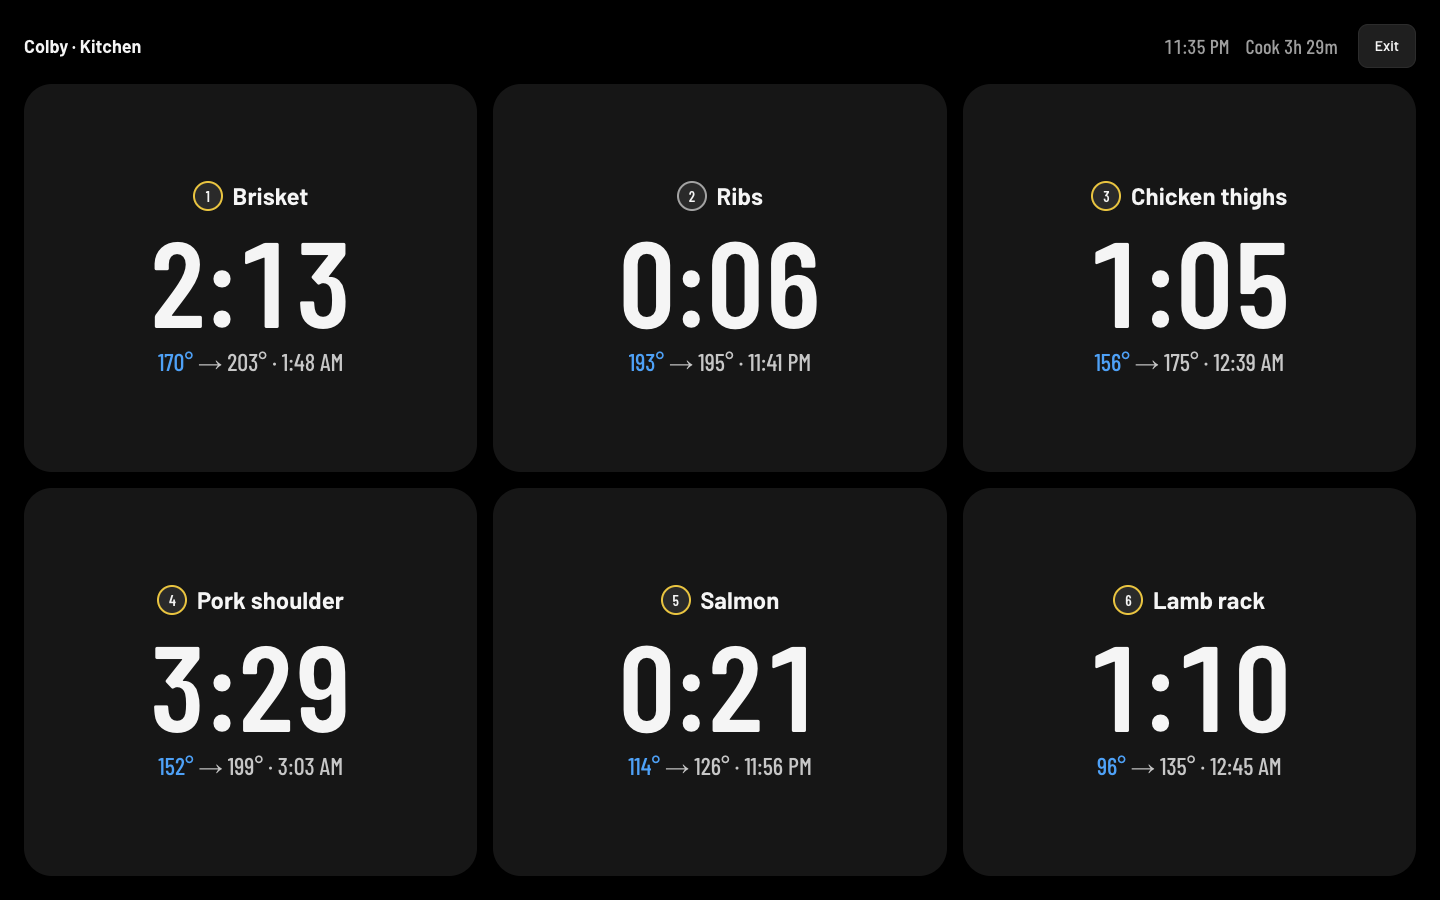 Colby · Kitchen
11:35 PM Cook 3h 29m Exit
1 Brisket
2:13
170° → 203° · 1:48 AM
2 Ribs
0:06
193° → 195° · 11:41 PM
3 Chicken thighs
1:05
156° → 175° · 12:39 AM
4 Pork shoulder
3:29
152° → 199° · 3:03 AM
5 Salmon
0:21
114° → 126° · 11:56 PM
6 Lamb rack
1:10
96° → 135° · 12:45 AM